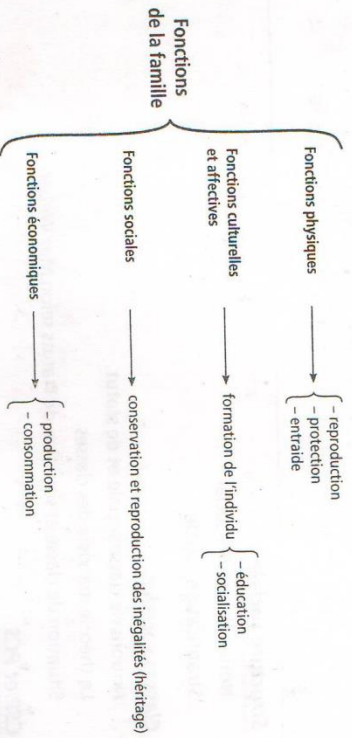 Fonctions
de la famille
Fonctions physiques
- reproduction
- protection
- entraide
Fonctions culturelles
et affectives
formation de l'individu
- éducation
- socialisation
Fonctions sociales
conservation et reproduction des inégalités (héritage)
Fonctions économiques
- production
- consommation